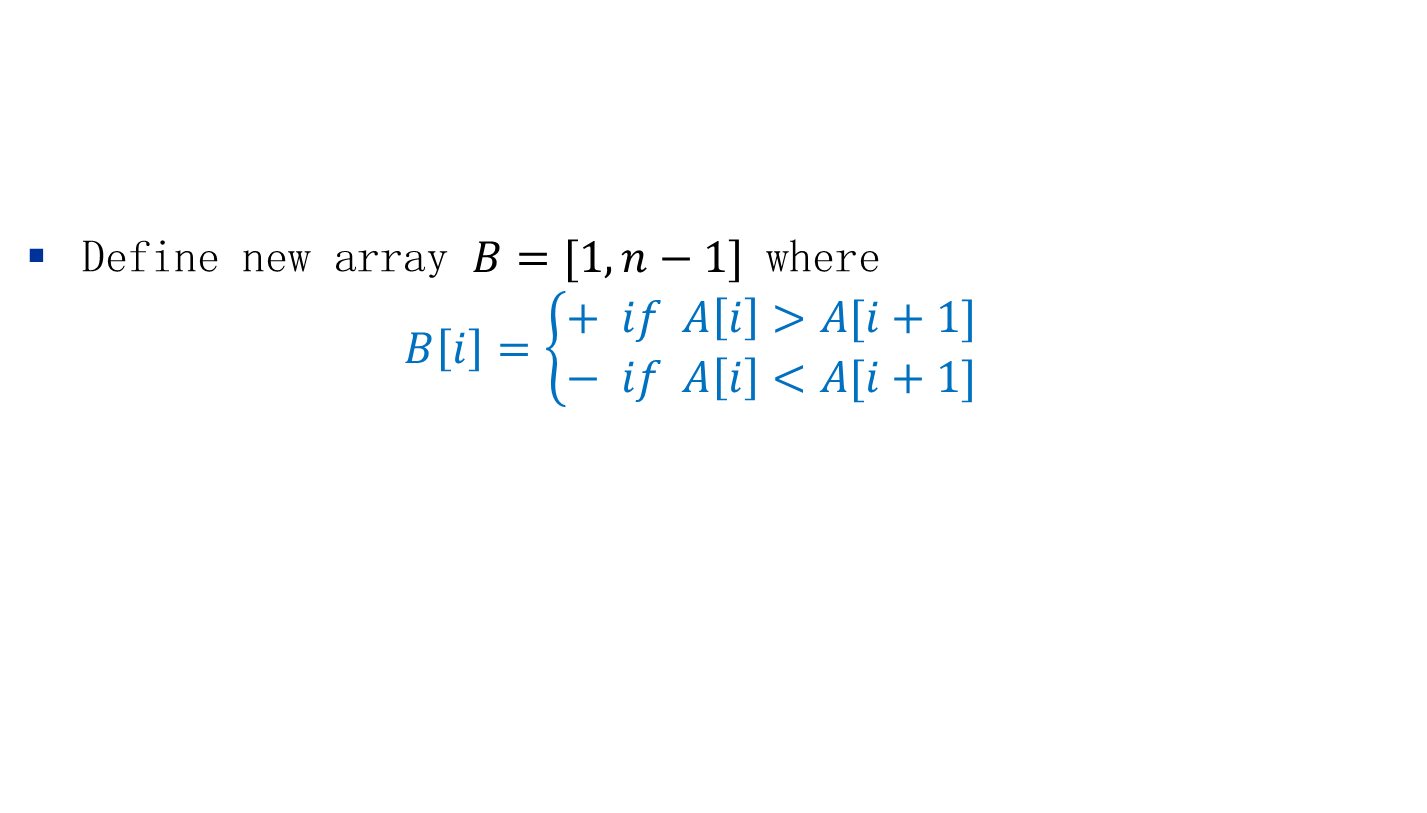 ▪ Define new array B = [1, n − 1] where
B[i] = { + if A[i] > A[i + 1]
− if A[i] < A[i + 1]